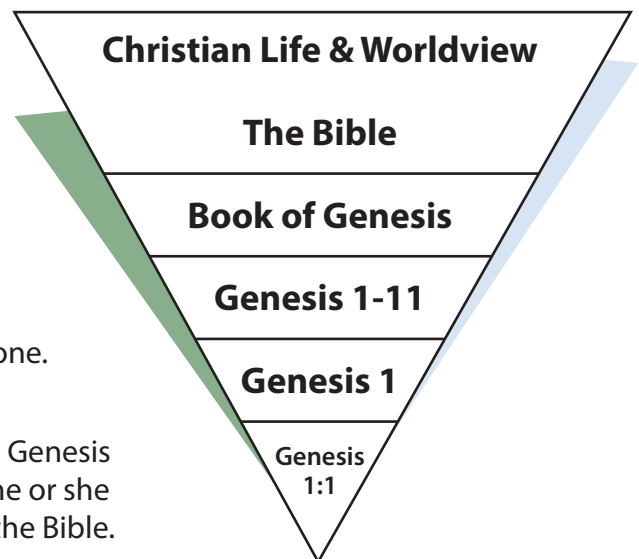 Christian Life & Worldview
The Bible
Book of Genesis
Genesis 1-11
one.
Genesis 1
Genesis
1:1
Genesis
he or she
the Bible.